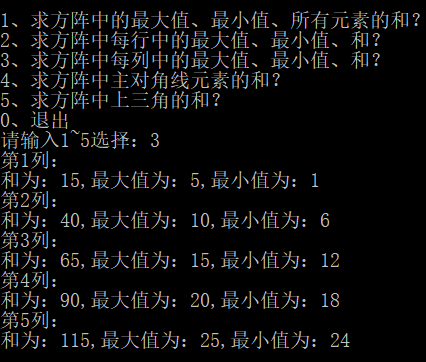 1、求方阵中的最大值、最小值、所有元素的和?
2、求方阵中每行中的最大值、最小值、和?
3、求方阵中每列中的最大值、最小值、和?
4、求方阵中主对角线元素的和?
5、求方阵中上三角的和?
0、退出
请输入1~5选择: 3
第1列:
和为: 15,最大值为: 5,最小值为: 1
第2列:
和为: 40,最大值为: 10,最小值为: 6
第3列:
和为: 65,最大值为: 15,最小值为: 12
第4列:
和为: 90,最大值为: 20,最小值为: 18
第5列:
和为: 115,最大值为: 25,最小值为: 24